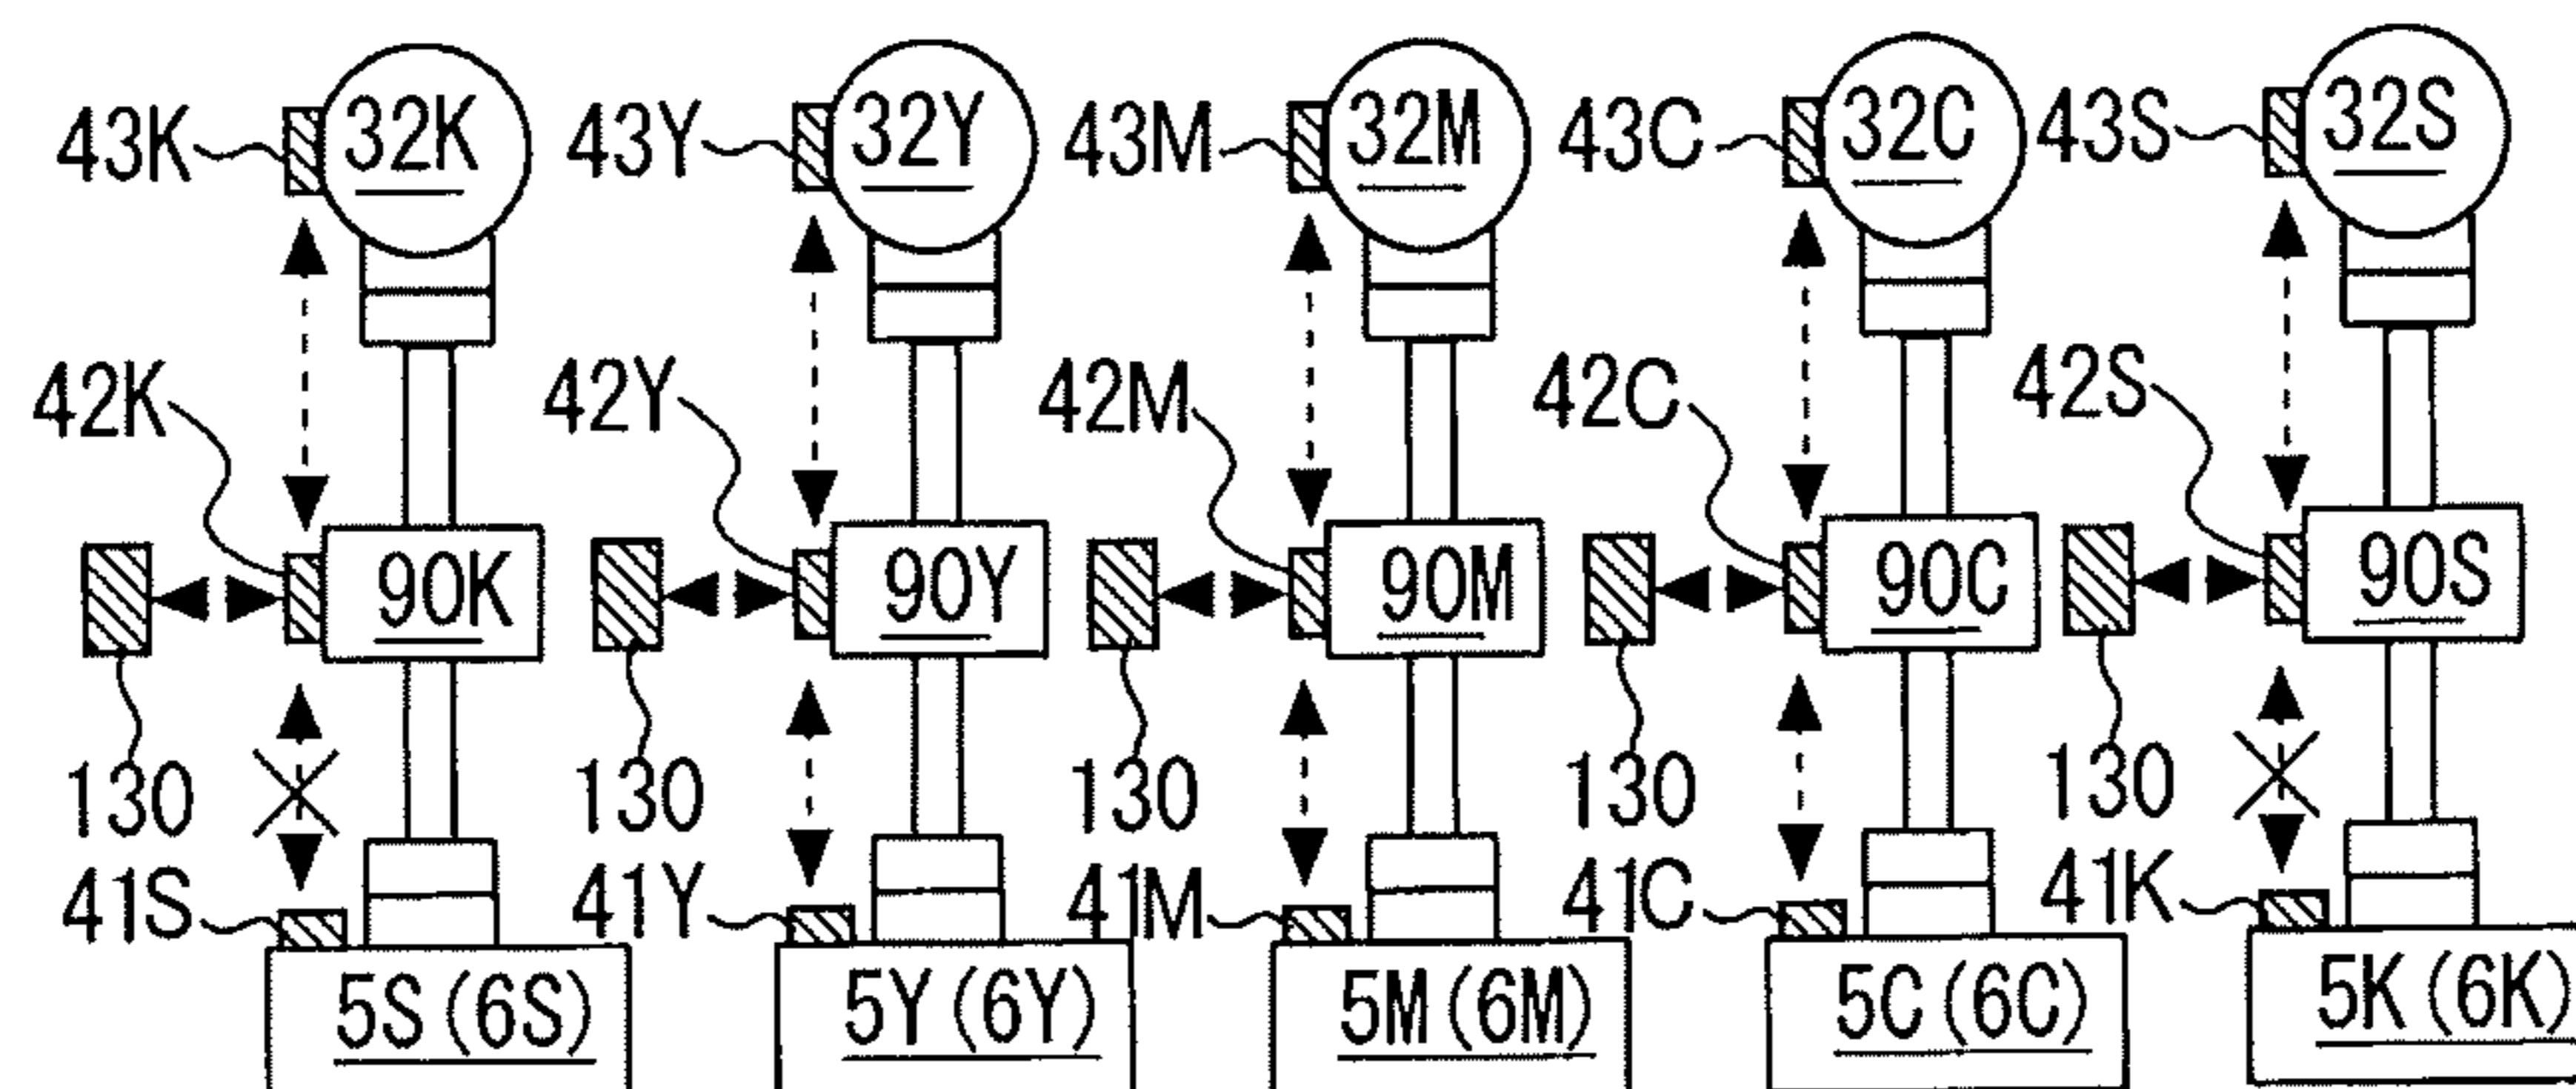 43K 32K 43Y 32Y 43M 32M 43C 32C 43S 32S
42K 42Y 42M 42C 42S
90K 90Y 90M 90C 90S
130 130 130 130 130
41S 41Y 41M 41C 41K
5S(6S) 5Y(6Y) 5M(6M) 5C(6C) 5K(6K)